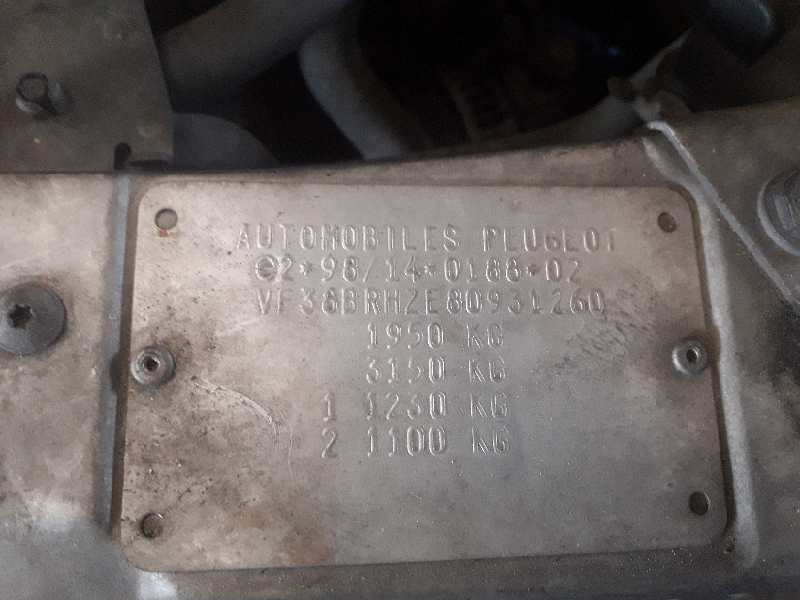 AUTOMOBILES PEUGEOT
e2*98/14*0188*02
VF38BRHZE80931260
1950 KG
3150 KG
1 1230 KG
2 1100 KG